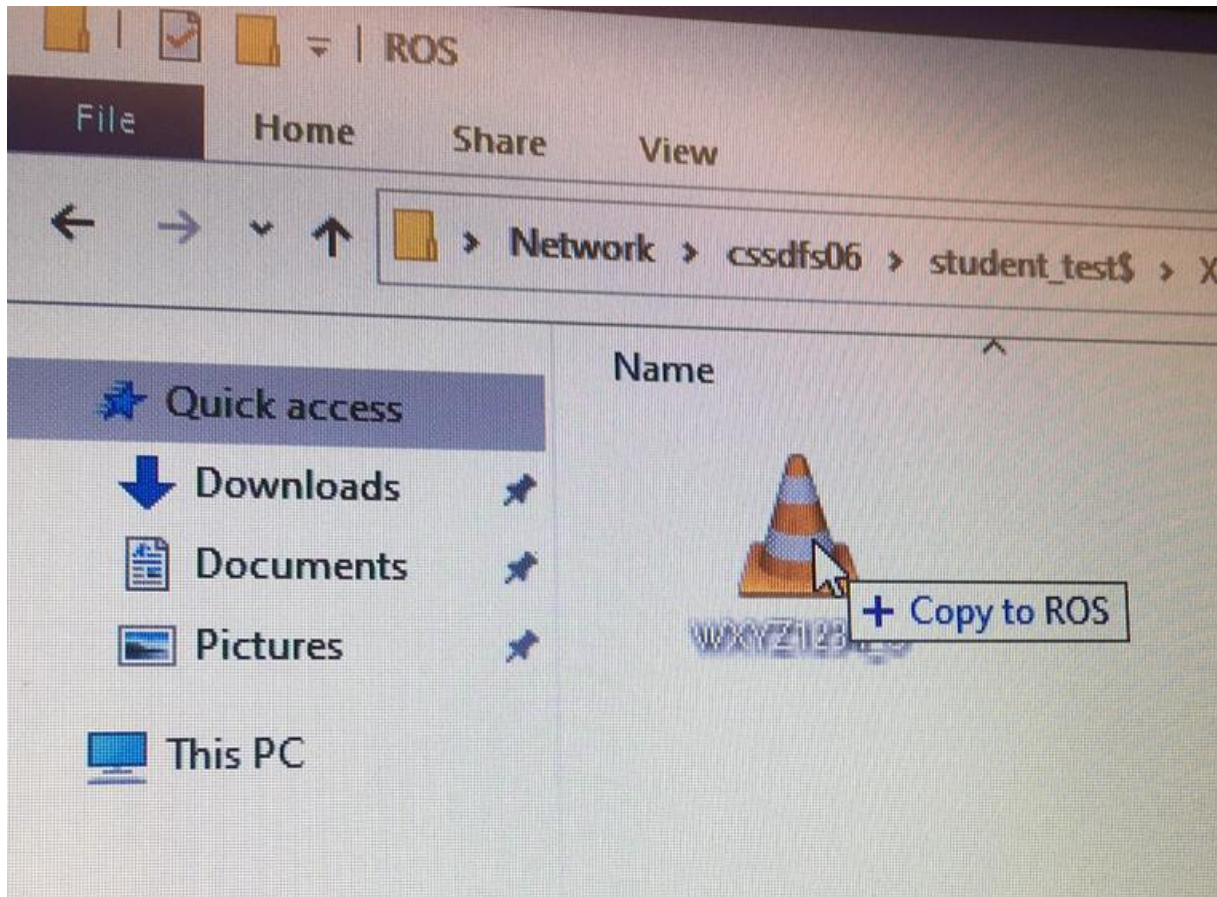 ROS
File Home Share View
Network cssdfs06 student_test$ X
Name
Quick access
Downloads
Documents
Pictures
This PC
+ Copy to ROS